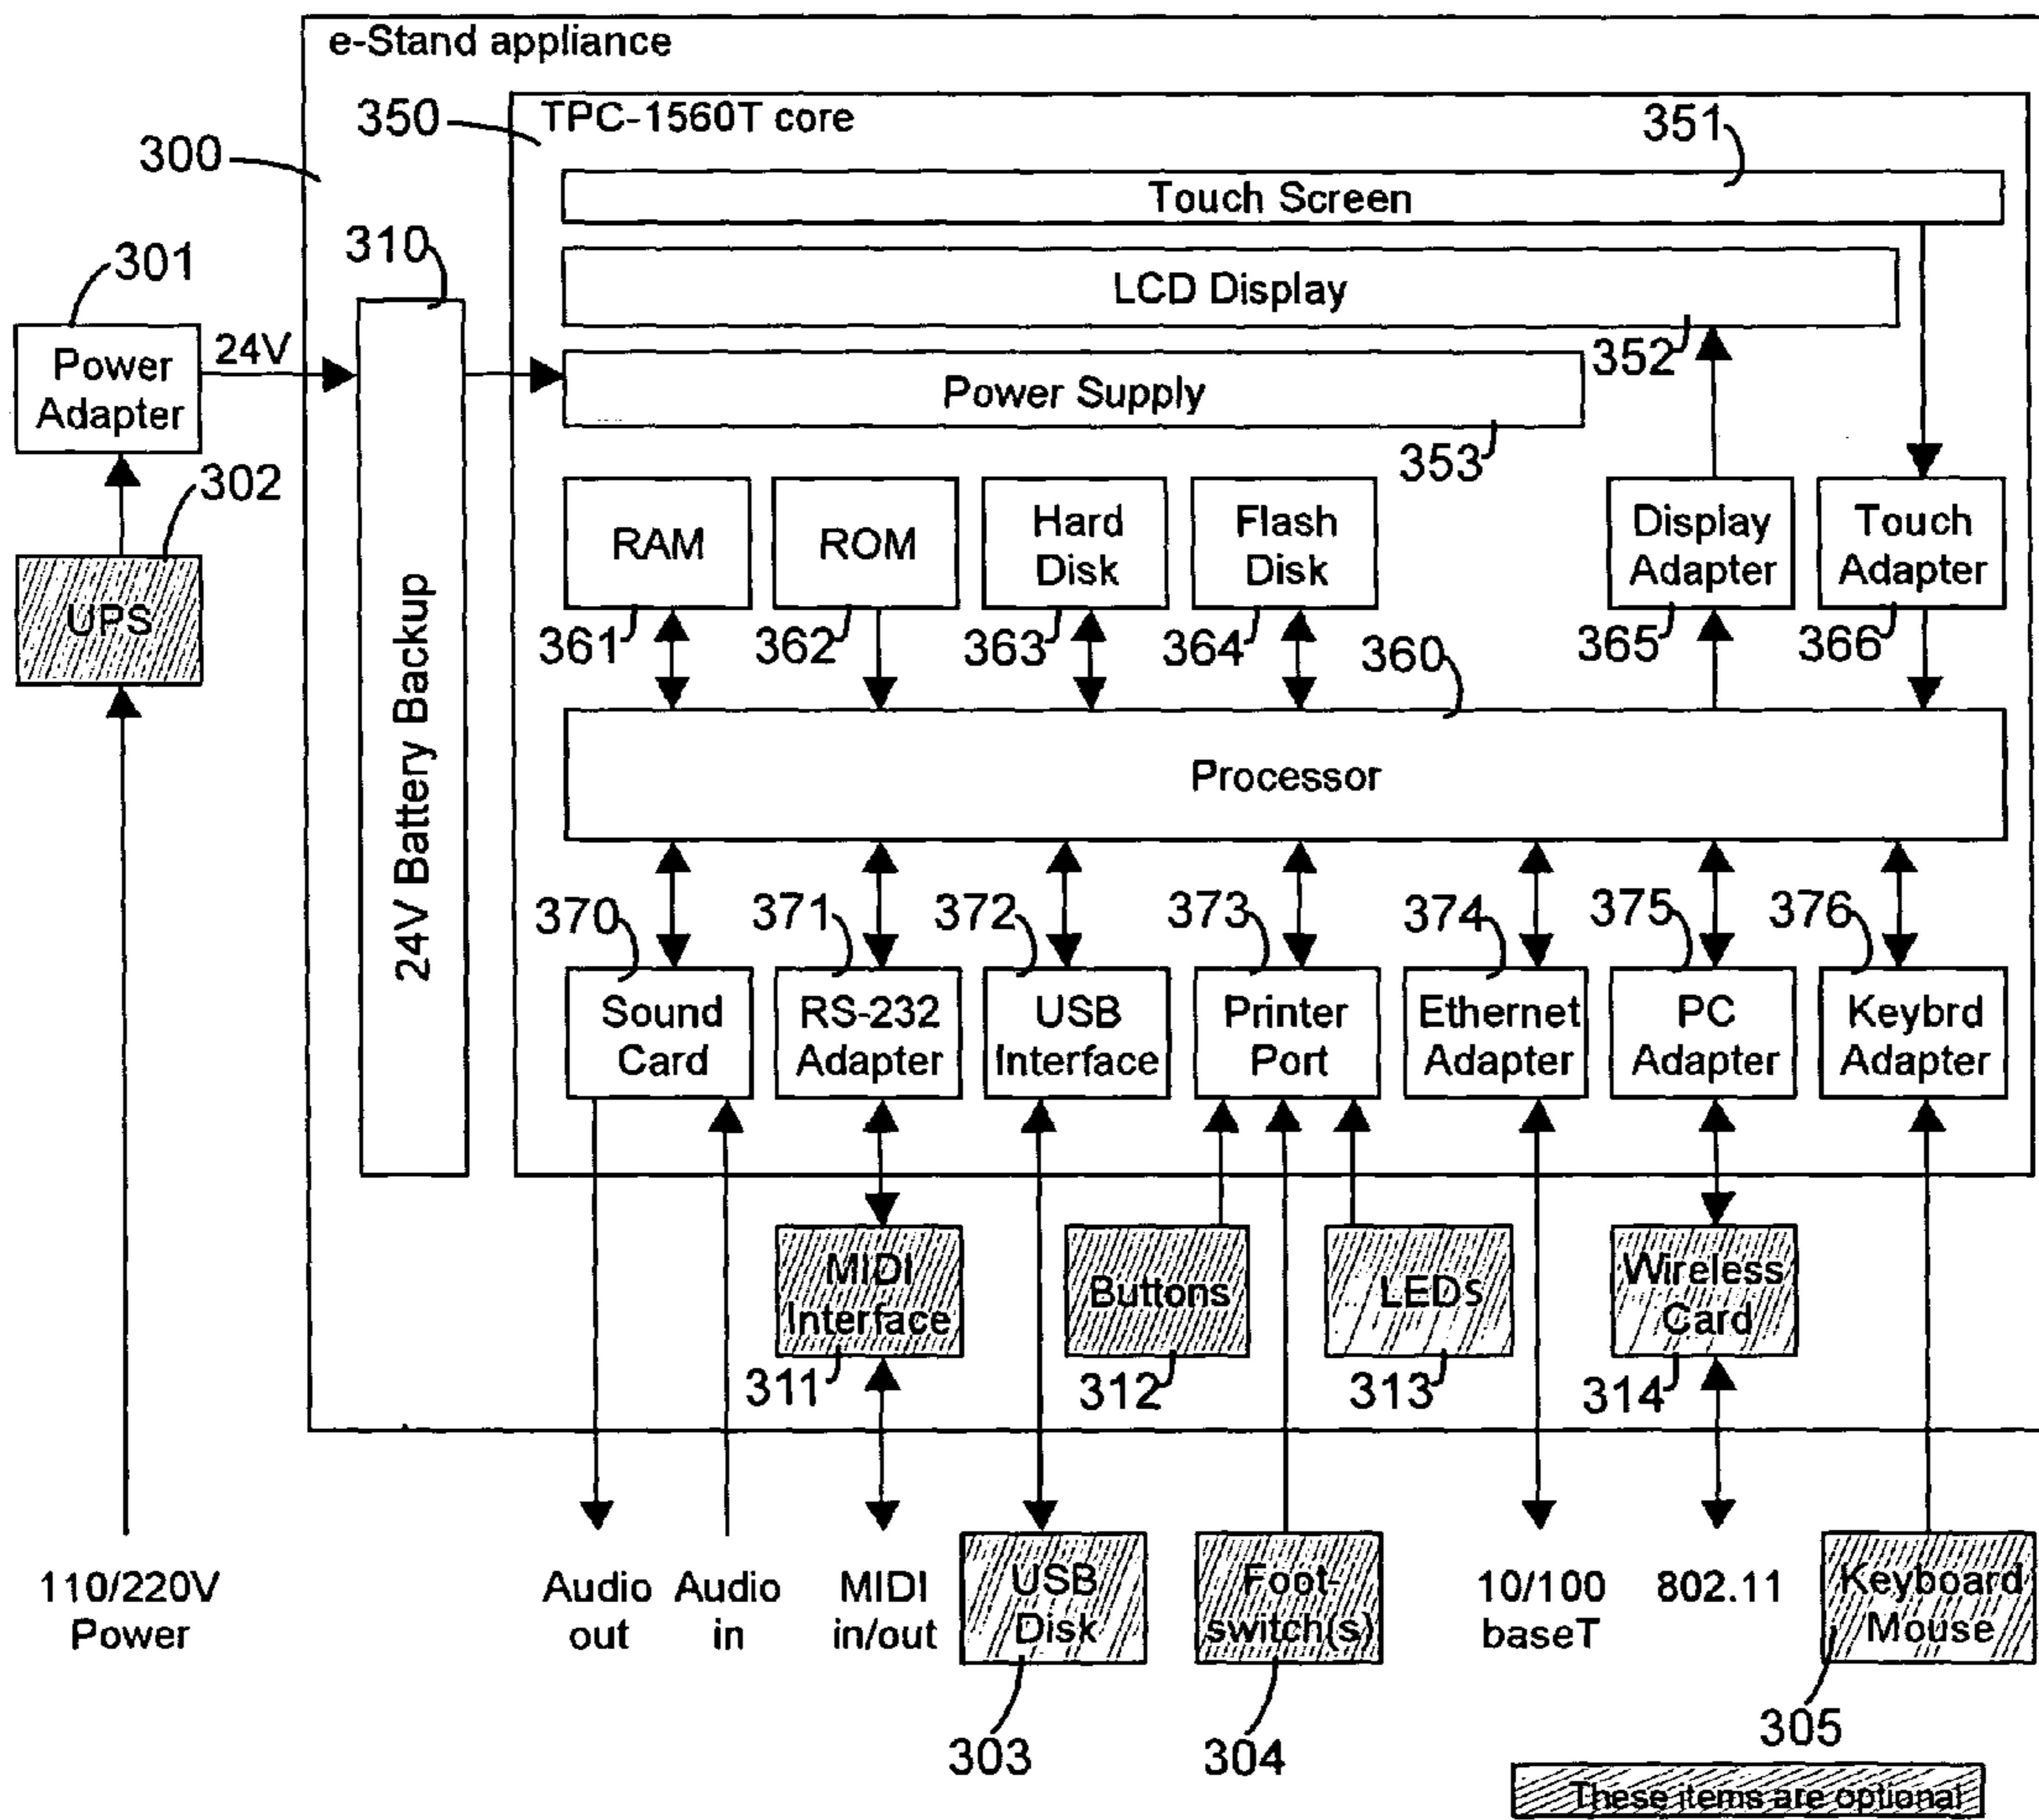 e-Stand appliance
350
TPC-1560T core
351
300
Touch Screen
310
301
LCD Display
24V
352
Power
Adapter
Power Supply
353
302
RAM
ROM
Hard
Disk
Flash
Disk
Display
Adapter
Touch
Adapter
UPS
361
362
363
364
360
365
366
24V Battery Backup
Processor
370
371
372
373
374
375
376
Sound
Card
RS-232
Adapter
USB
Interface
Printer
Port
Ethernet
Adapter
PC
Adapter
Keybrd
Adapter
MIDI
Interface
Buttons
LEDs
Wireless
Card
311
312
313
314
110/220V
Power
Audio
out
Audio
in
MIDI
in/out
USB
Disk
Foot-
switch(s)
10/100
baseT
802.11
Keyboard
Mouse
303
304
305
These items are optional